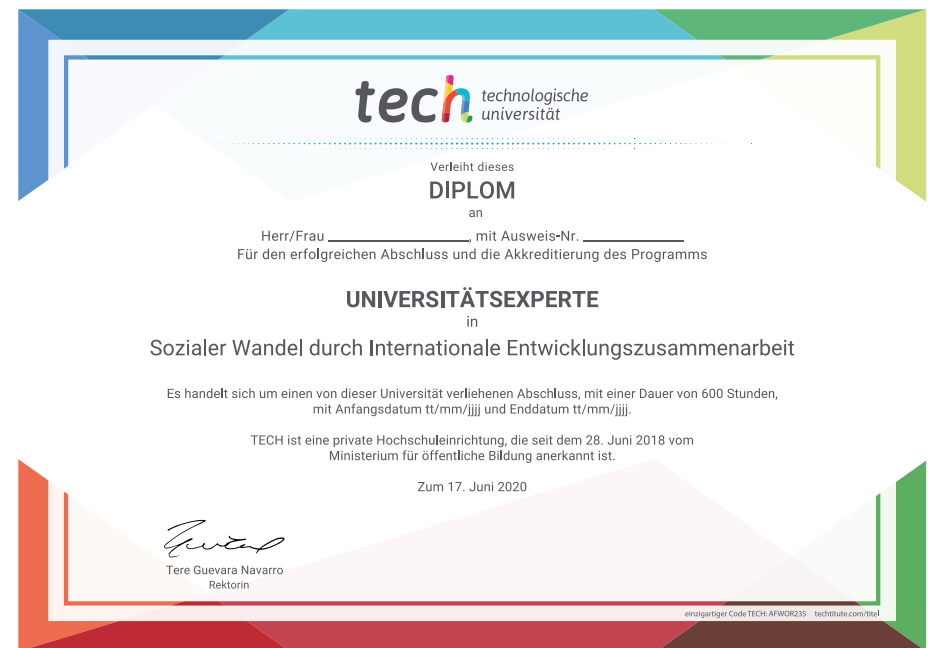 tech technologische
universität
Verleiht dieses
DIPLOM
an
Herr/Frau ____________________, mit Ausweis-Nr. ______________
Für den erfolgreichen Abschluss und die Akkreditierung des Programms
UNIVERSITÄTSEXPERTE
in
Sozialer Wandel durch Internationale Entwicklungszusammenarbeit
Es handelt sich um einen von dieser Universität verliehenen Abschluss, mit einer Dauer von 600 Stunden,
mit Anfangsdatum tt/mm/jjjj und Enddatum tt/mm/jjjj.
TECH ist eine private Hochschuleinrichtung, die seit dem 28. Juni 2018 vom
Ministerium für öffentliche Bildung anerkannt ist.
Zum 17. Juni 2020
Tere Guevara Navarro
Rektorin
einzigartiger Code TECH: AFWOR23S techtitute.com/titel